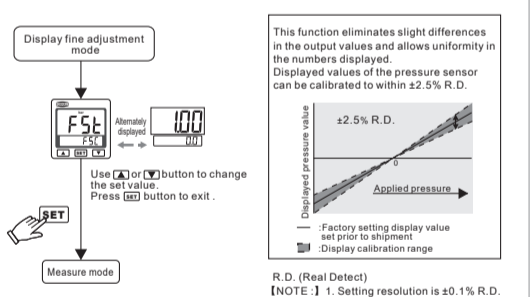 Display fine adjustment
mode
FSt
FSC
SET
Alternately
displayed
1.00
0.0
Use ▲ or ▼ button to change
the set value.
Press SET button to exit .
SET
Measure mode
This function eliminates slight differences
in the output values and allows uniformity in
the numbers displayed.
Displayed values of the pressure sensor
can be calibrated to within ±2.5% R.D.
Displayed pressure value
±2.5% R.D.
0
Applied pressure
:Factory setting display value
set prior to shipment
:Display calibration range
R.D. (Real Detect)
【NOTE :】 1. Setting resolution is ±0.1% R.D.